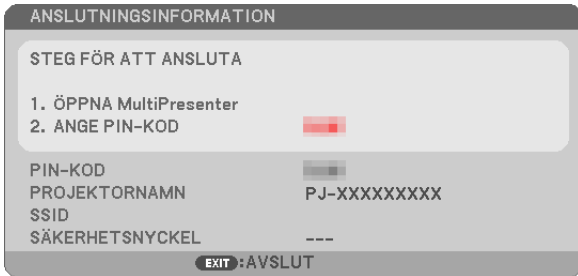 ANSLUTNINGSINFORMATION
STEG FÖR ATT ANSLUTA
1. ÖPPNA MultiPresenter
2. ANGE PIN-KOD
PIN-KOD
PROJEKTORNAMN PJ-XXXXXXXXX
SSID
SÄKERHETSNYCKEL ---
EXIT :AVSLUT